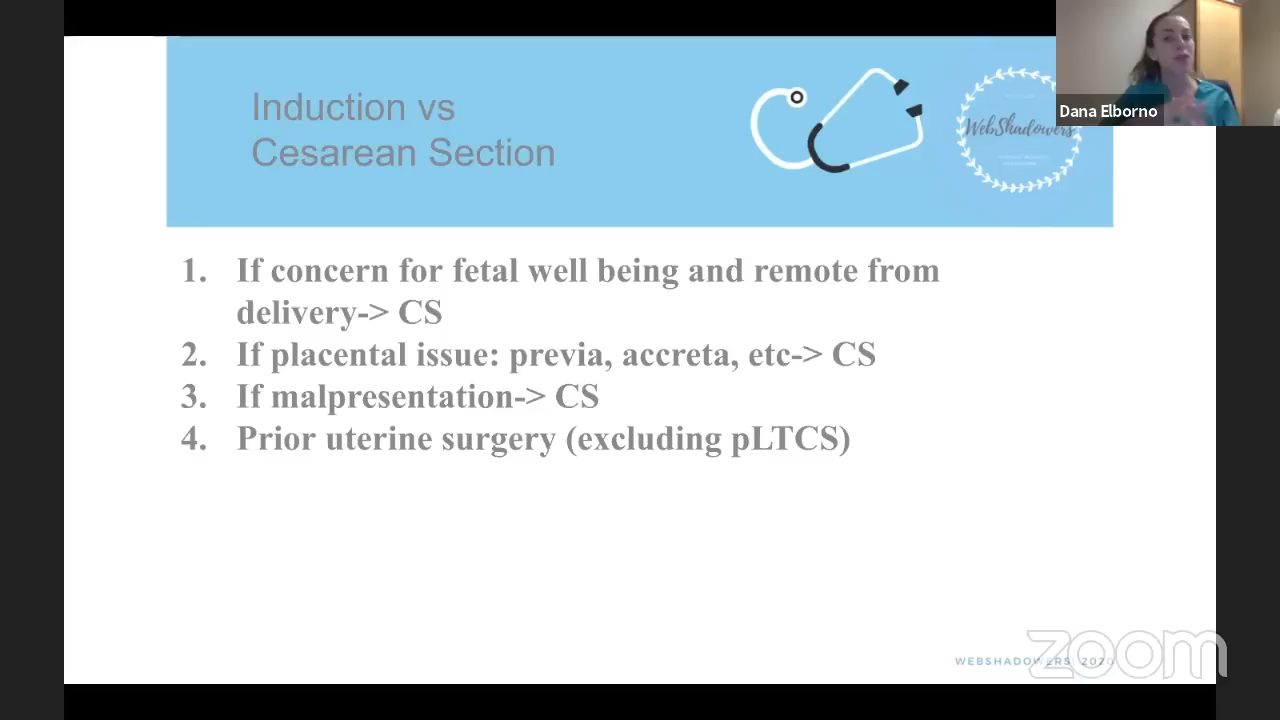 Induction vs
Cesarean Section
WebShadowers
Dana Elborno
1. If concern for fetal well being and remote from
delivery-> CS
2. If placental issue: previa, accreta, etc-> CS
3. If malpresentation-> CS
4. Prior uterine surgery (excluding pLTCS)
WEBSHADOWERS 2020
zoom